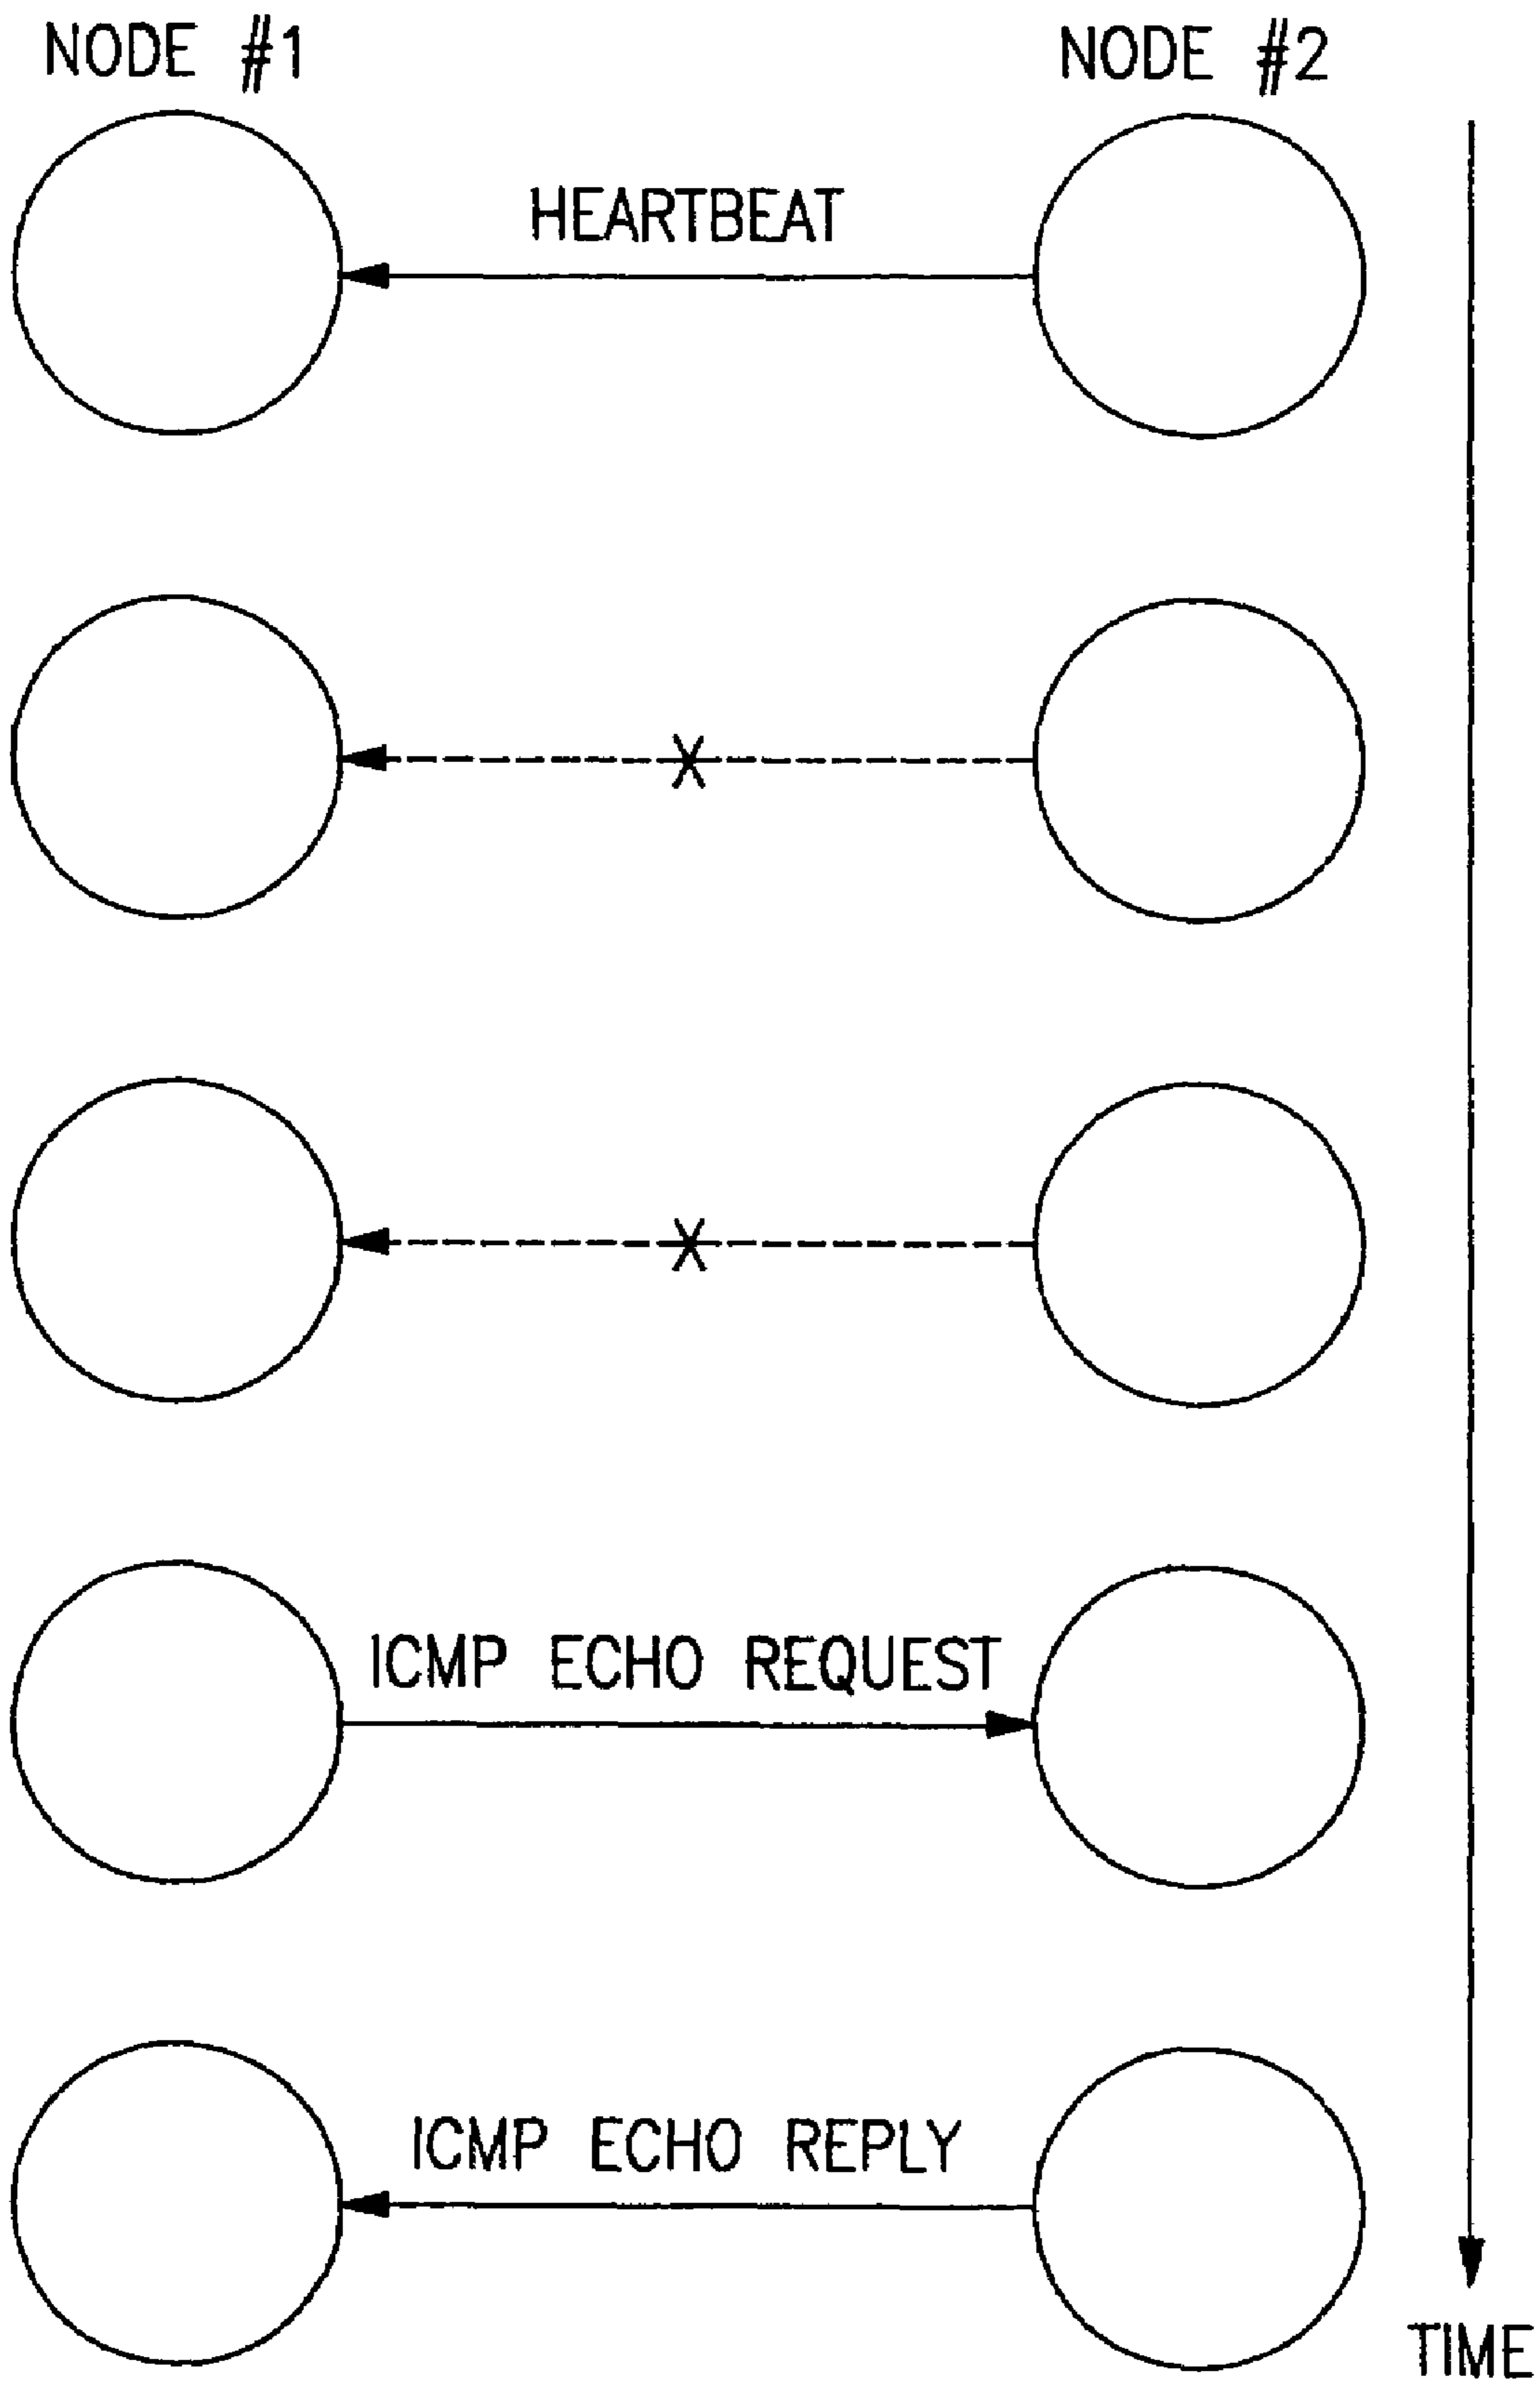 NODE #1
NODE #2
HEARTBEAT
X
X
ICMP ECHO REQUEST
ICMP ECHO REPLY
TIME